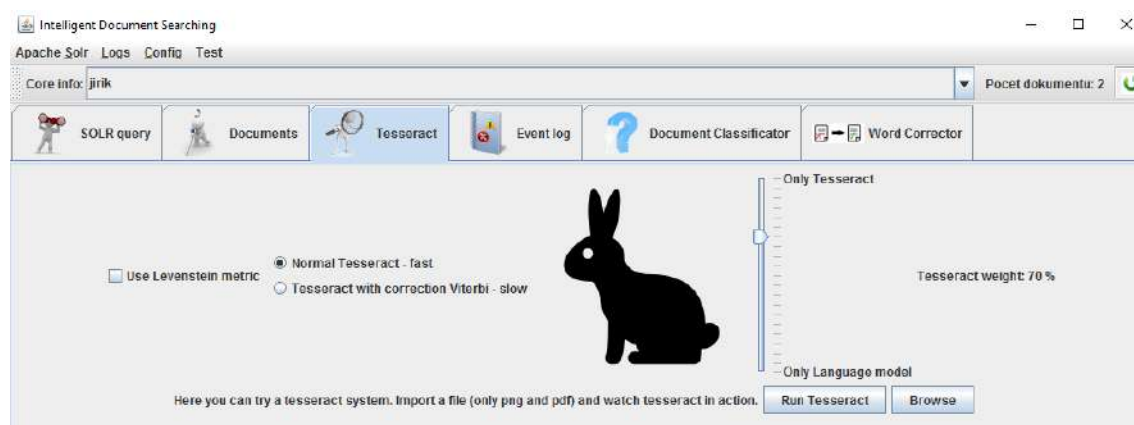 Intelligent Document Searching
Apache Solr Logs Config Test
Core info: jirik Pocet dokumentu: 2
SOLR query Documents Tesseract Event log Document Classificator Word Corrector
Only Tesseract
Normal Tesseract - fast
Use Levenstein metric Tesseract weight: 70 %
Tesseract with correction Viterbi - slow
Only Language model
Here you can try a tesseract system. Import a file (only png and pdf) and watch tesseract in action. Run Tesseract Browse